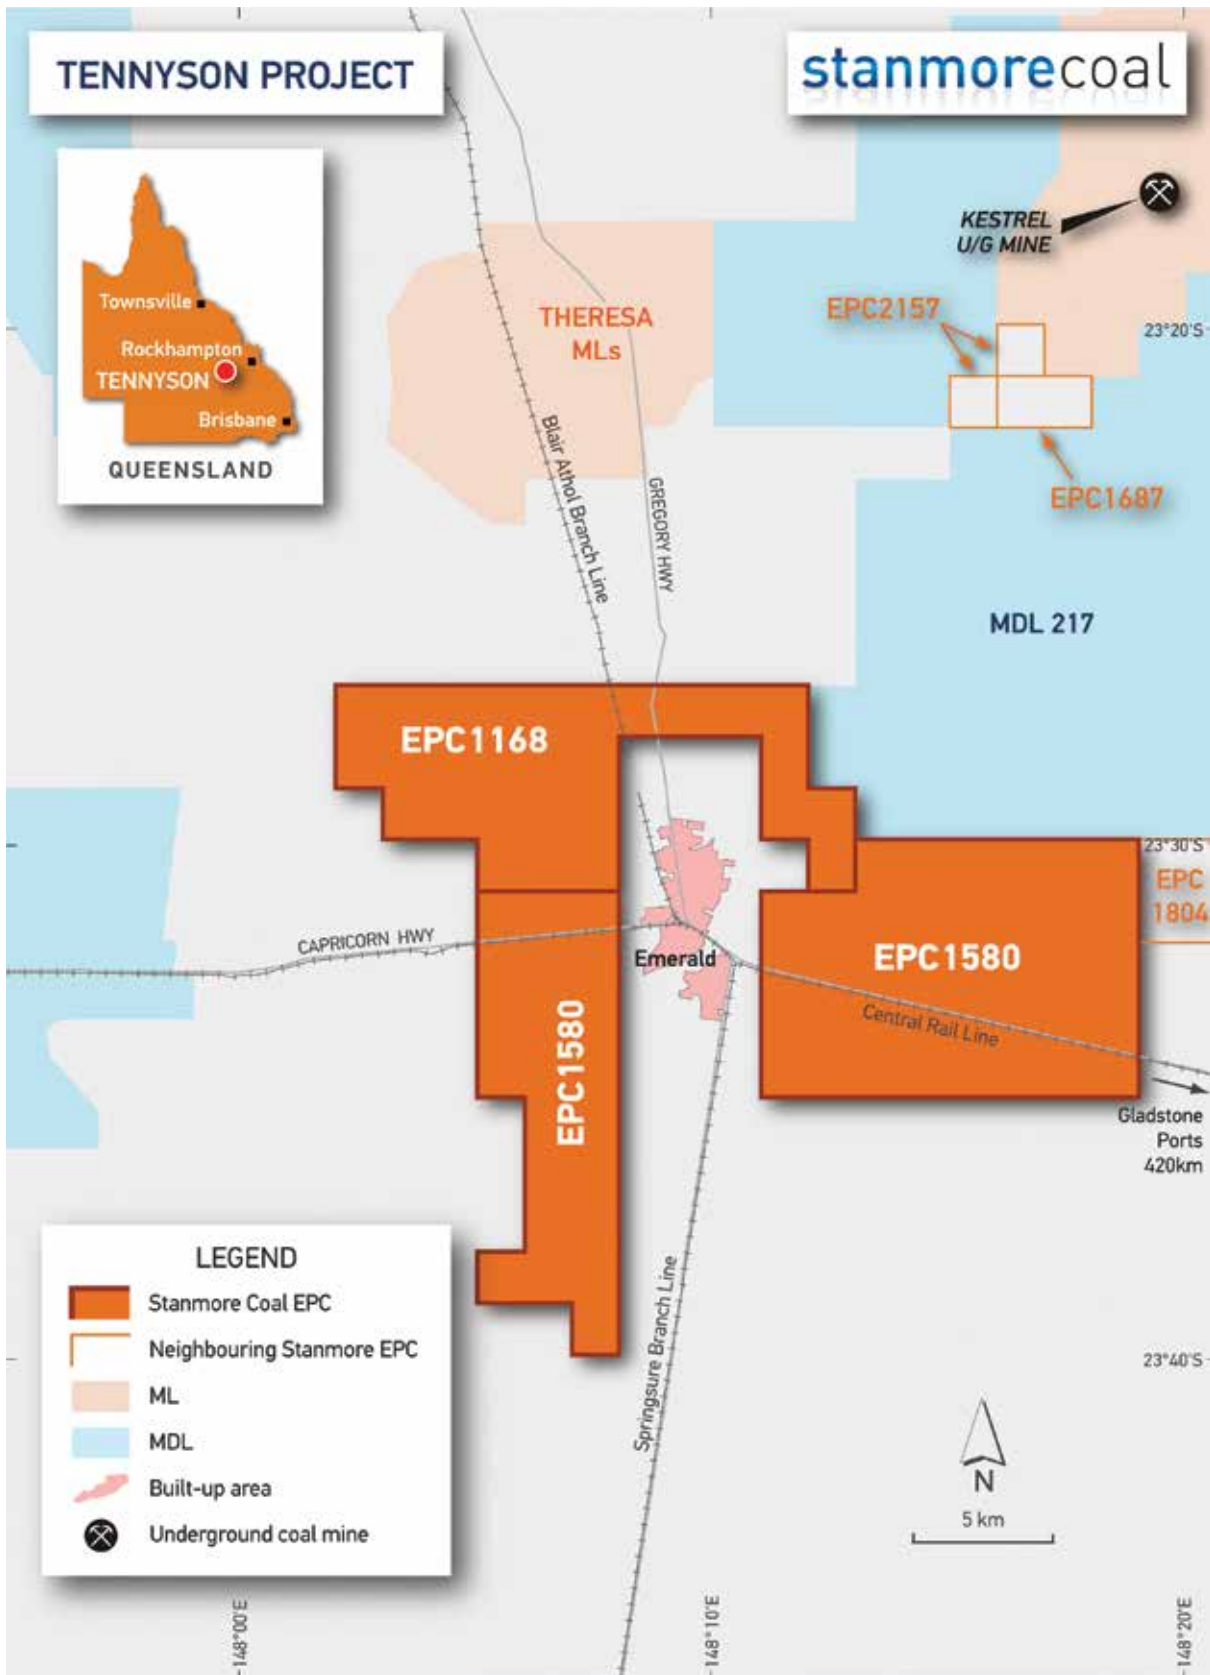 TENNYSON PROJECT
stanmorecoal
Townsville
Rockhampton
TENNYSON
Brisbane
QUEENSLAND
KESTREL
U/G MINE
THERESA
MLs
EPC2157
23°20'S
EPC1687
Blair Athol Branch Line
GREGORY HWY
MDL 217
EPC1168
23°30'S
EPC
1804
CAPRICORN HWY
Emerald
EPC1580
EPC1580
Central Rail Line
Gladstone
Ports
420km
Springsure Branch Line
23°40'S
LEGEND
Stanmore Coal EPC
Neighbouring Stanmore EPC
ML
MDL
Built-up area
Underground coal mine
N
5 km
148°00'E
148°10'E
148°20'E